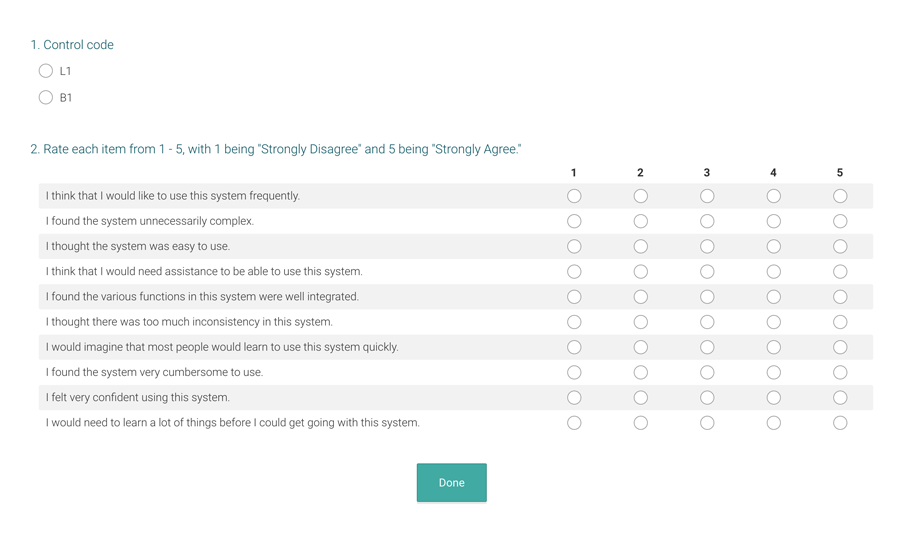 1. Control code
L1
B1
2. Rate each item from 1 - 5, with 1 being "Strongly Disagree" and 5 being "Strongly Agree."
1 2 3 4 5
I think that I would like to use this system frequently.
I found the system unnecessarily complex.
I thought the system was easy to use.
I think that I would need assistance to be able to use this system.
I found the various functions in this system were well integrated.
I thought there was too much inconsistency in this system.
I would imagine that most people would learn to use this system quickly.
I found the system very cumbersome to use.
I felt very confident using this system.
I would need to learn a lot of things before I could get going with this system.
Done